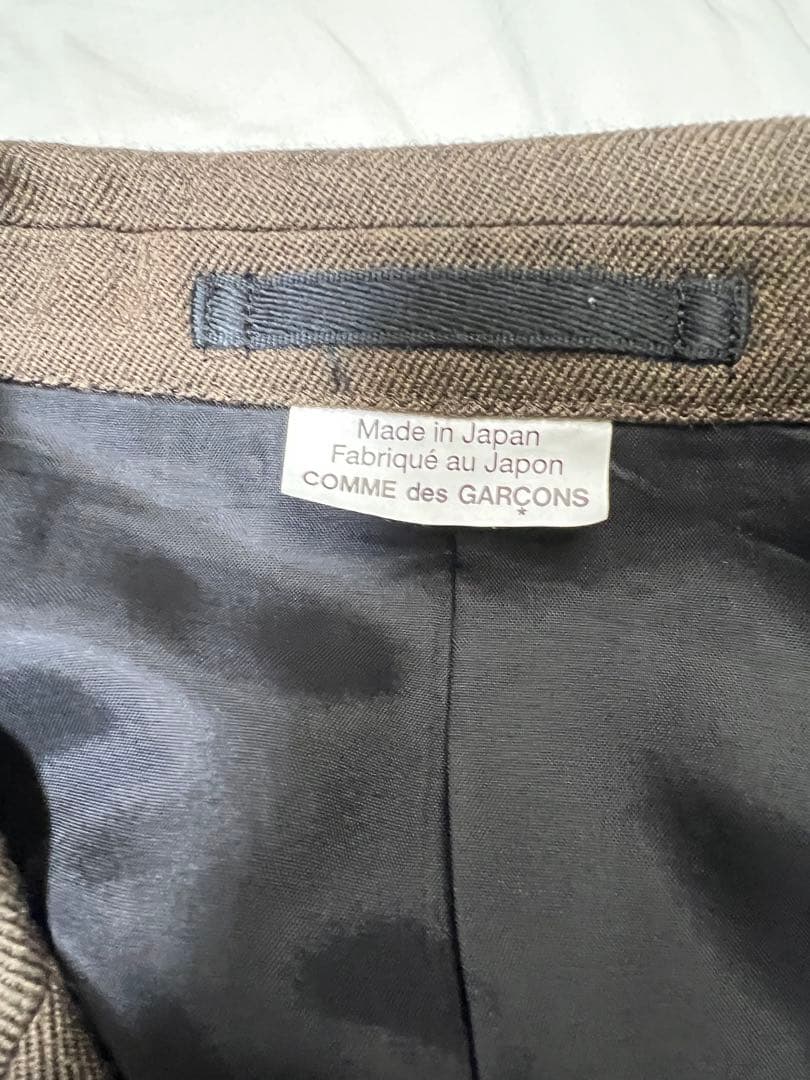 Made in Japan
Fabriqué au Japon
COMME des GARÇONS
*